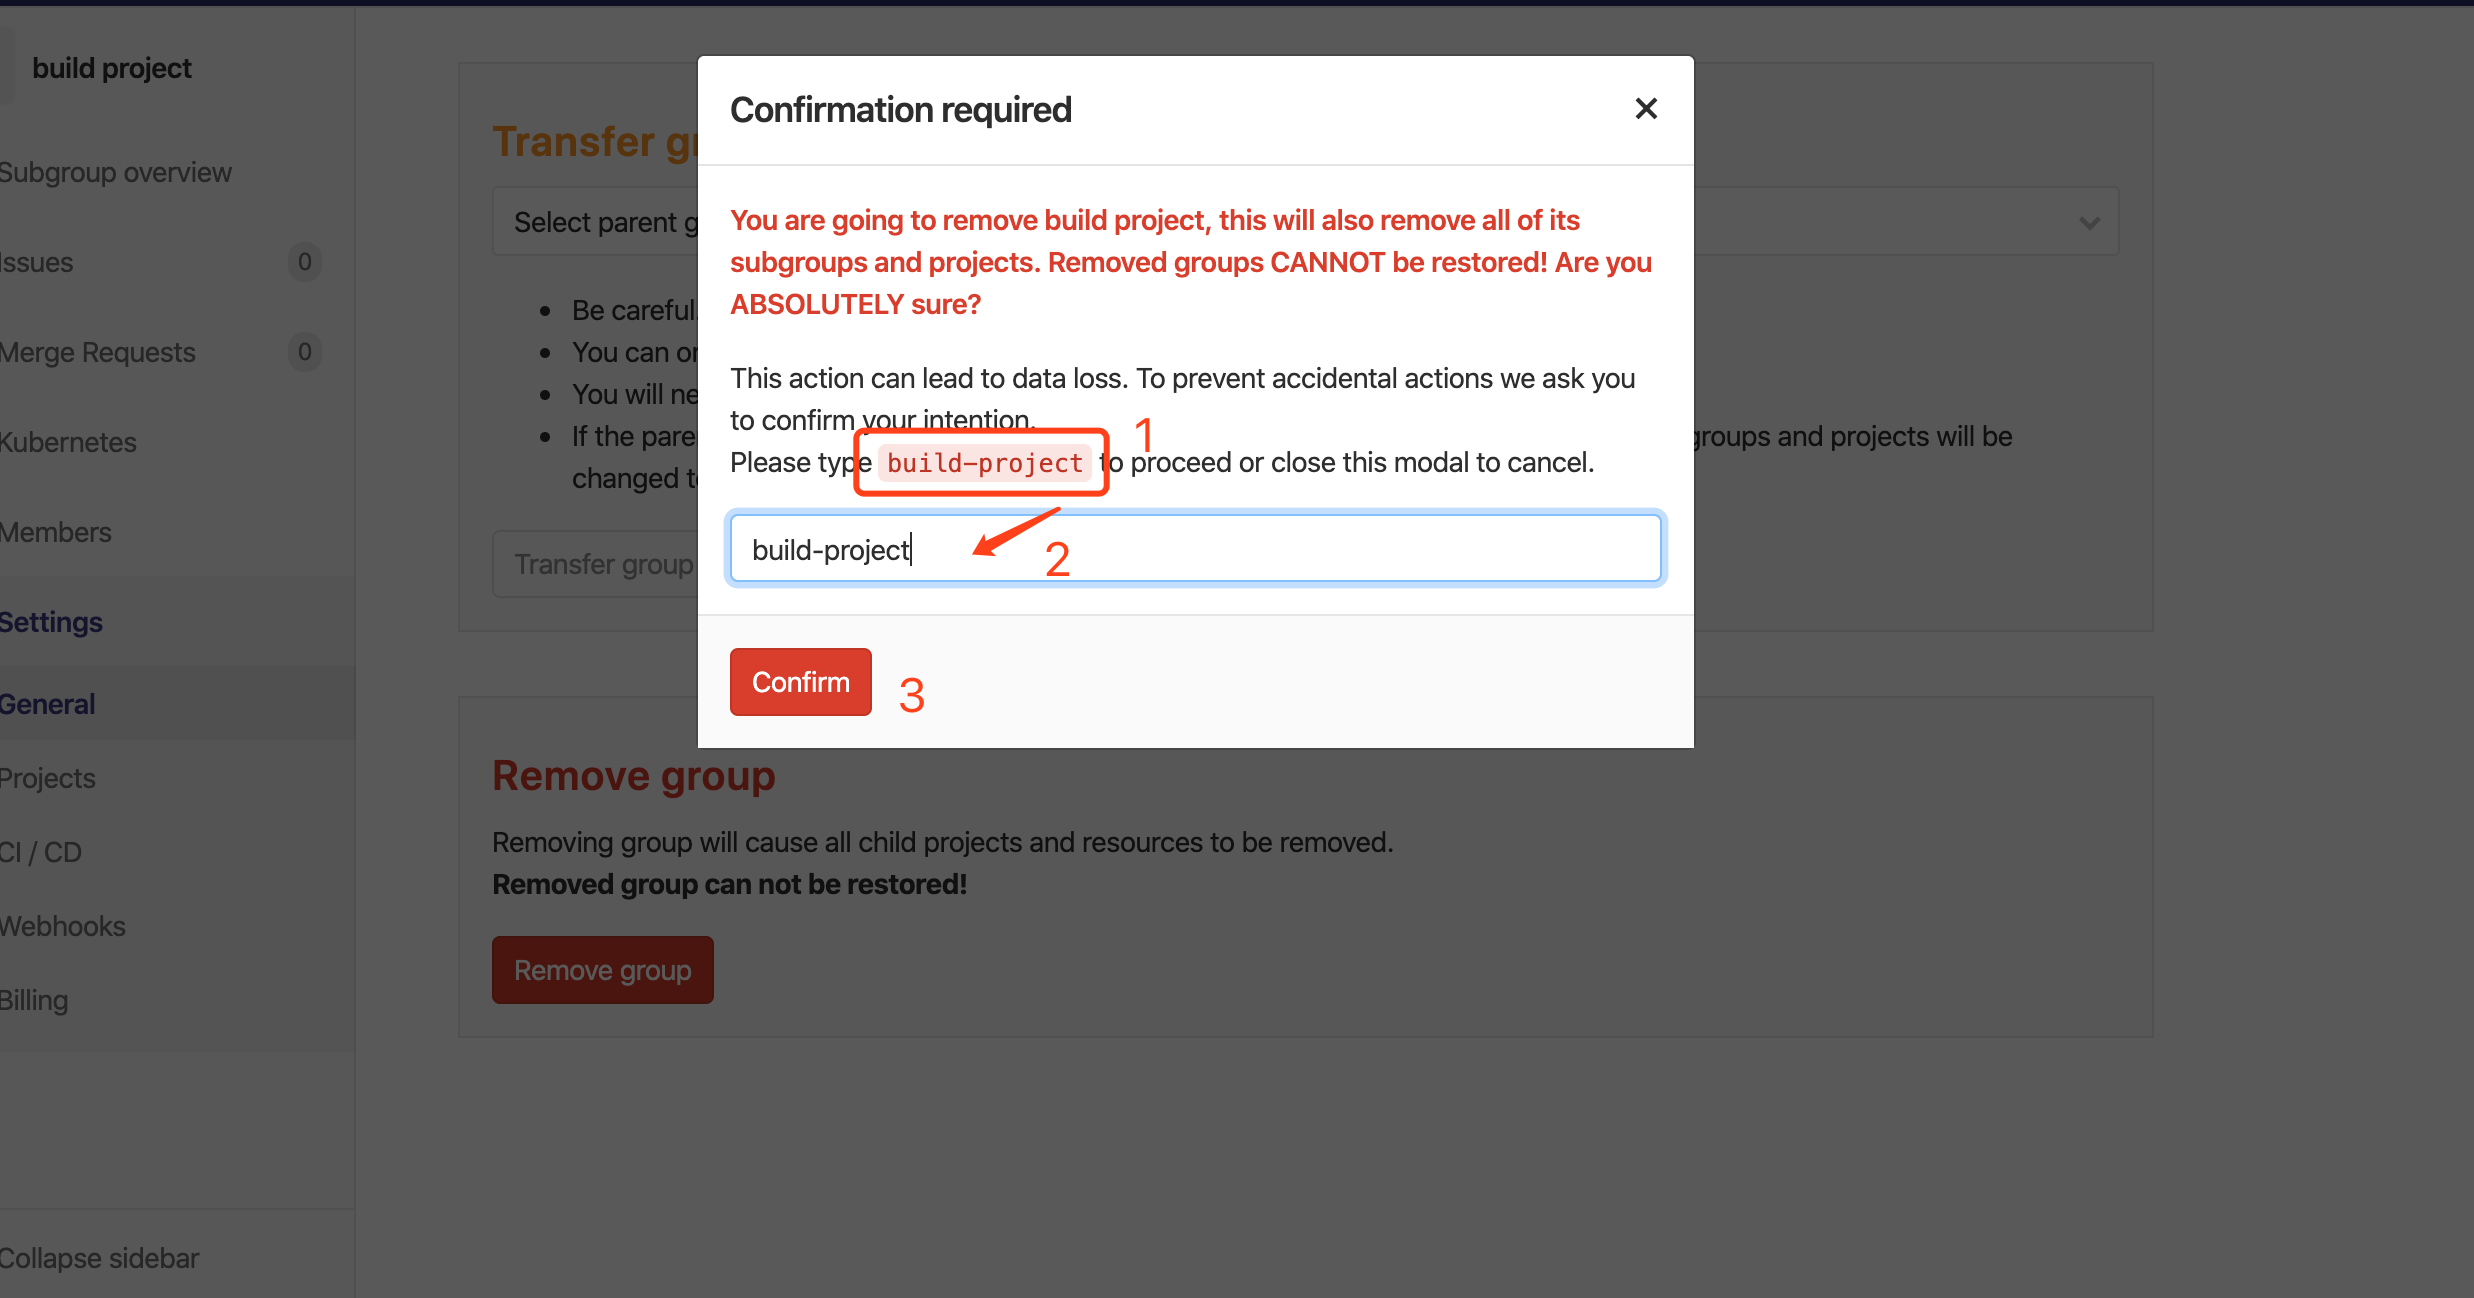 build project
Subgroup overview
Issues 0
Merge Requests 0
Kubernetes
Members
Settings
General
Projects
CI / CD
Webhooks
Billing
Collapse sidebar
Transfer
Select parent
Be careful.
You can
You will
If the
groups and projects will be
changed
Transfer group
Confirmation required
You are going to remove build project, this will also remove all of its
subgroups and projects. Removed groups CANNOT be restored! Are you
ABSOLUTELY sure?
This action can lead to data loss. To prevent accidental actions we ask you
to confirm your intention.
1
Please type build-project to proceed or close this modal to cancel.
build-project
2
Confirm
3
Remove group
Removing group will cause all child projects and resources to be removed.
Removed group can not be restored!
Remove group